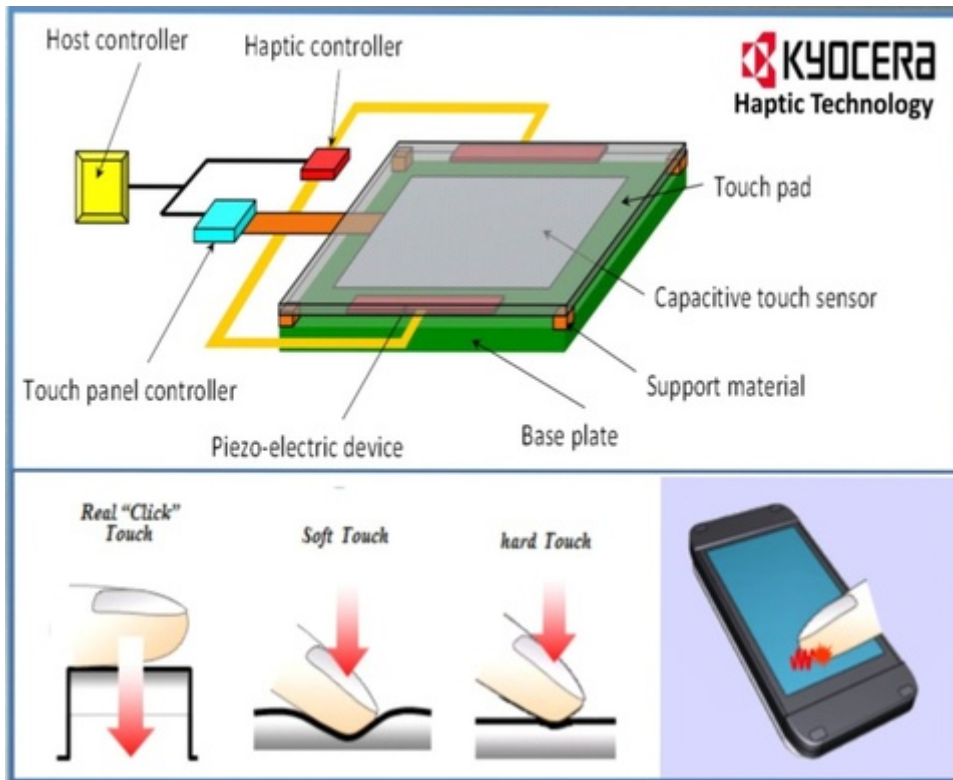 Host controller
Haptic controller
KYOCERa
Haptic Technology
Touch pad
Capacitive touch sensor
Support material
Touch panel controller
Piezo-electric device
Base plate
Real “Click”
Touch
Soft Touch
hard Touch